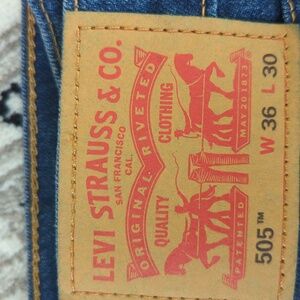 LEVI STRAUSS & CO.
SAN FRANCISCO
CAL.
ORIGINAL RIVETED
QUALITY CLOTHING
PATENTED
MAY 20 1873
505™ W 36 L 30